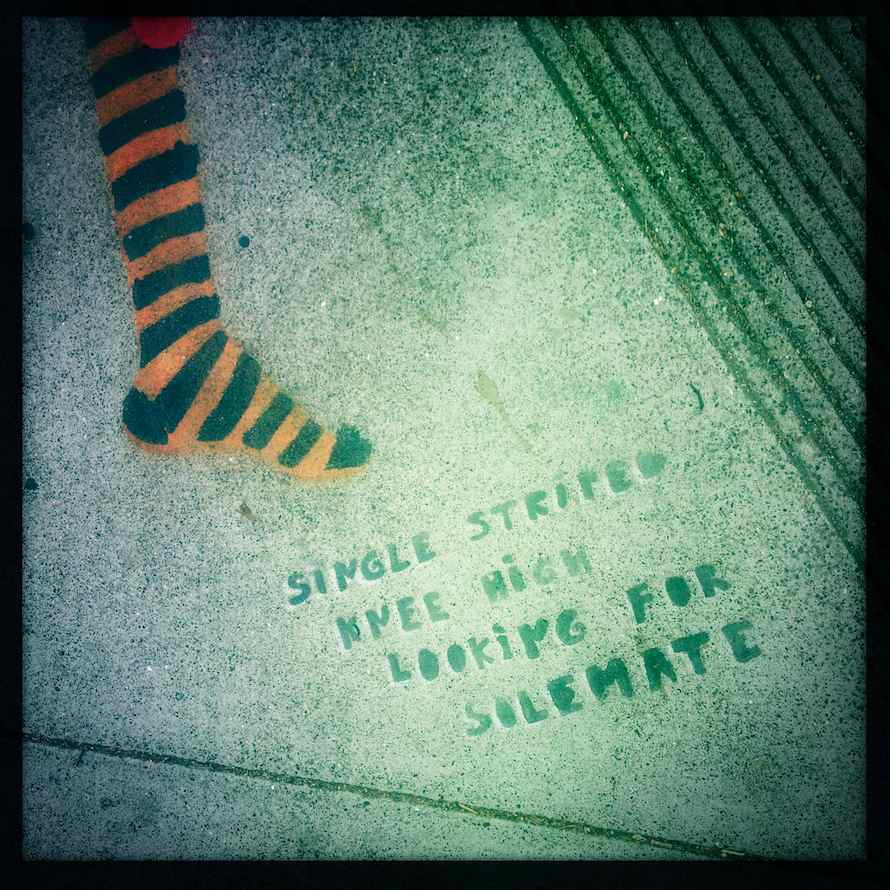 SINGLE STRIPED
KNEE HiGH
LOOKiNG FOR
SOLEMATE